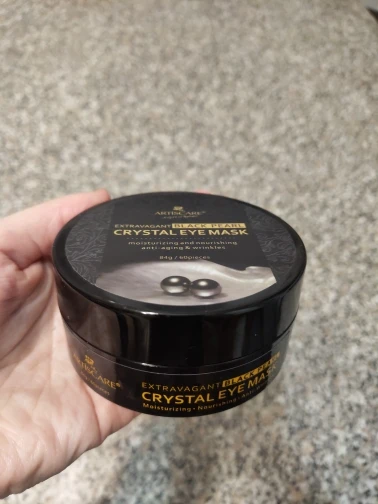 ARTISCARE®
EXTRAVAGANT BLACK PEARL
CRYSTAL EYE MASK
moisturizing and nourishing
anti-aging & wrinkles
84g / 60pieces
ARTISCARE®
EXTRAVAGANT BLACK PEARL
CRYSTAL EYE MASK
Moisturizing • Nourishing •